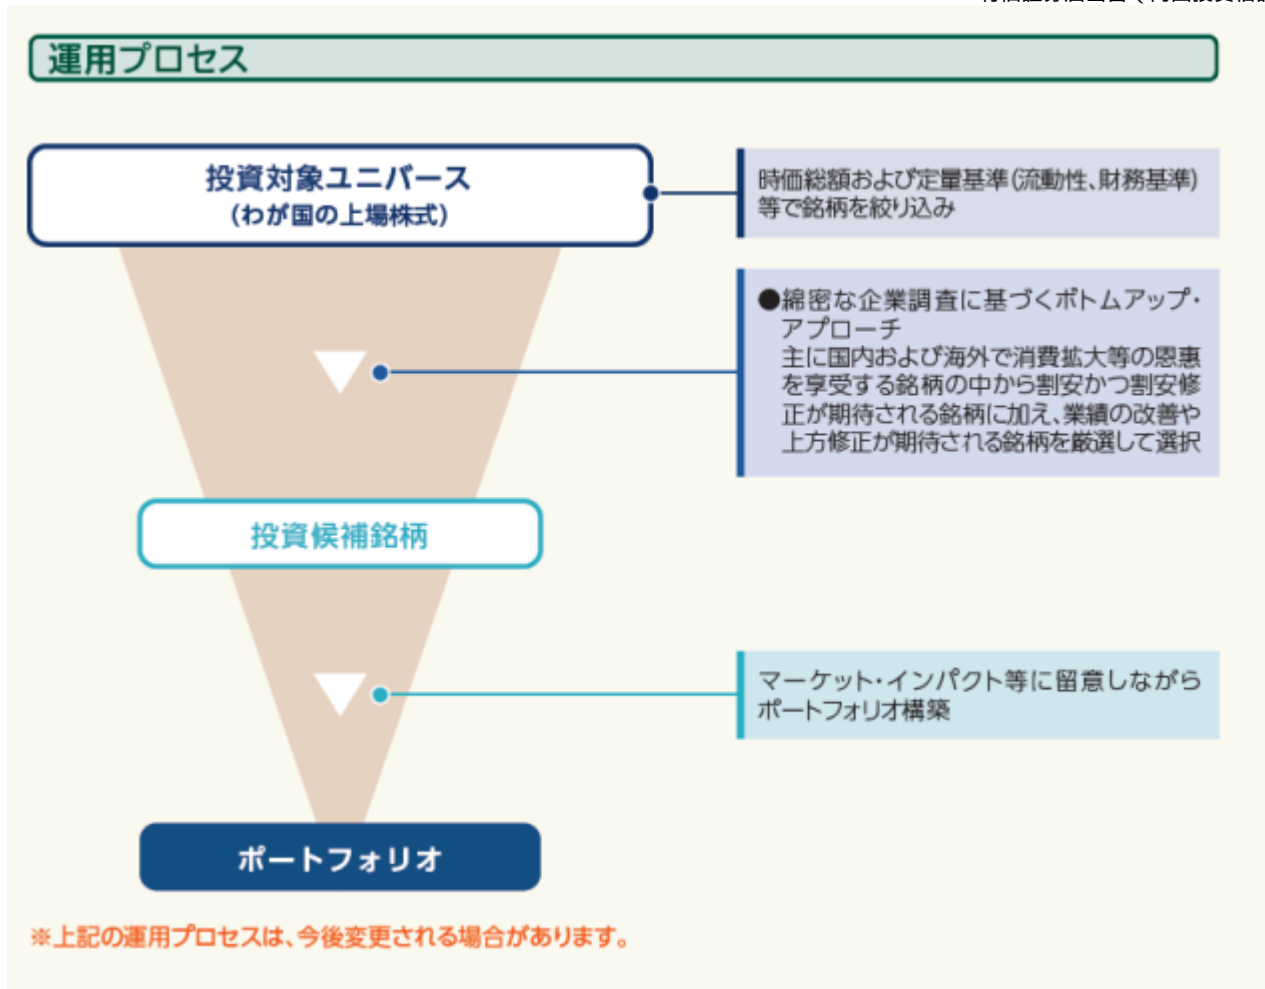 運用プロセス
投資対象ユニバース
(わが国の上場株式)
時価総額および定量基準(流動性、財務基準)
等で銘柄を絞り込み
●綿密な企業調査に基づくボトムアップ・
アプローチ
主に国内および海外で消費拡大等の恩恵
を享受する銘柄の中から割安かつ割安修
正が期待される銘柄に加え、業績の改善や
上方修正が期待される銘柄を厳選して選択
投資候補銘柄
マーケット・インパクト等に留意しながら
ポートフォリオ構築
ポートフォリオ
※上記の運用プロセスは、今後変更される場合があります。